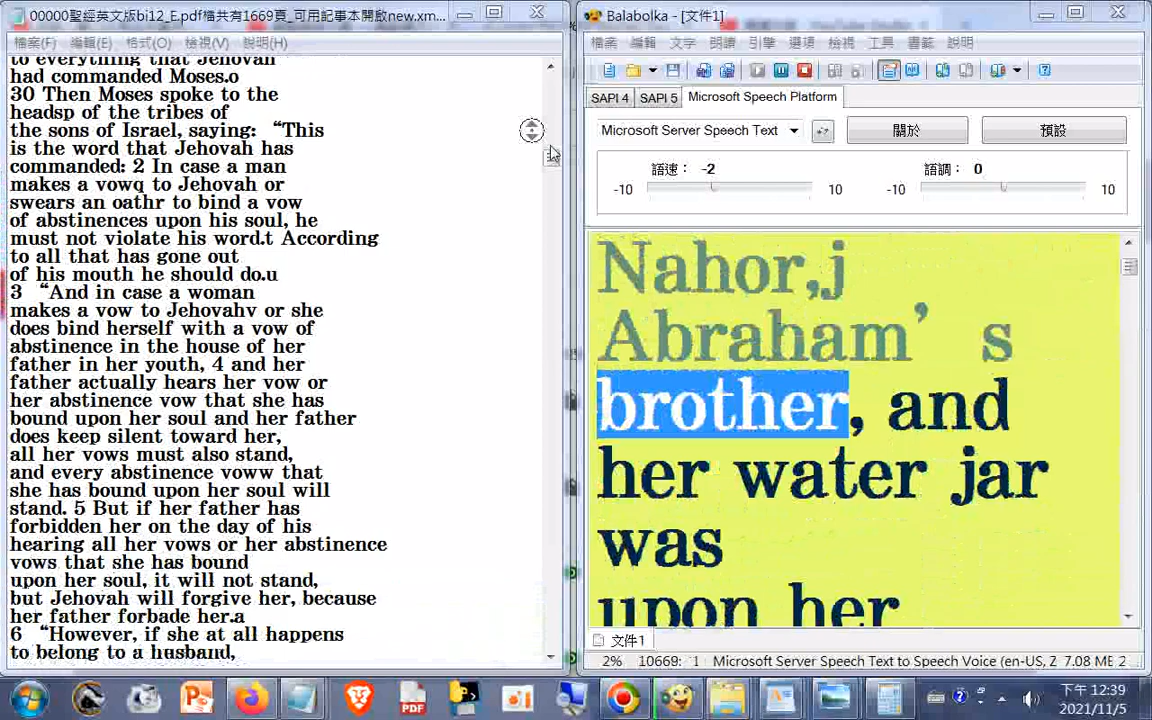 00000聖經英文版bi12_E.pdf檔共有1669頁_可用記事本開啟new.xm...
檔案(F) 編輯(E) 格式(O) 檢視(V) 說明(H)
to everything that Jehovah
had commanded Moses.o
30 Then Moses spoke to the
headsp of the tribes of
the sons of Israel, saying: “This
is the word that Jehovah has
commanded: 2 In case a man
makes a vowq to Jehovah or
swears an oathr to bind a vow
of abstinences upon his soul, he
must not violate his word.t According
to all that has gone out
of his mouth he should do.u
3 “And in case a woman
makes a vow to Jehovahv or she
does bind herself with a vow of
abstinence in the house of her
father in her youth, 4 and her
father actually hears her vow or
her abstinence vow that she has
bound upon her soul and her father
does keep silent toward her,
all her vows must also stand,
and every abstinence voww that
she has bound upon her soul will
stand. 5 But if her father has
forbidden her on the day of his
hearing all her vows or her abstinence
vows that she has bound
upon her soul, it will not stand,
but Jehovah will forgive her, because
her father forbade her.a
6 “However, if she at all happens
to belong to a husband,
Balabolka - [文件1]
檔案 編輯 文字 朗讀 引擎 選項 檢視 工具 書籤 說明
SAPI 4 SAPI 5 Microsoft Speech Platform
Microsoft Server Speech Text 關於 預設
語速: -2 語調: 0
-10 10 -10 10
Nahor,j
Abraham’s
brother, and
her water jar
was
upon her
文件1
2% 10668: 1 Microsoft Server Speech Text to Speech Voice (en-US, Z 7.08 MB 2
PDF
下午 12:39
2021/11/5